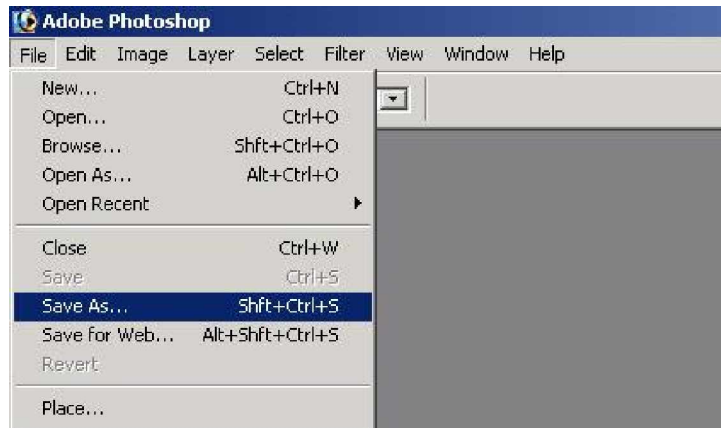 Adobe Photoshop
File Edit Image Layer Select Filter View Window Help
New... Ctrl+N
Open... Ctrl+O
Browse... Shft+Ctrl+O
Open As... Alt+Ctrl+O
Open Recent
Close Ctrl+W
Save Ctrl+S
Save As... Shft+Ctrl+S
Save for Web... Alt+Shft+Ctrl+S
Revert
Place...